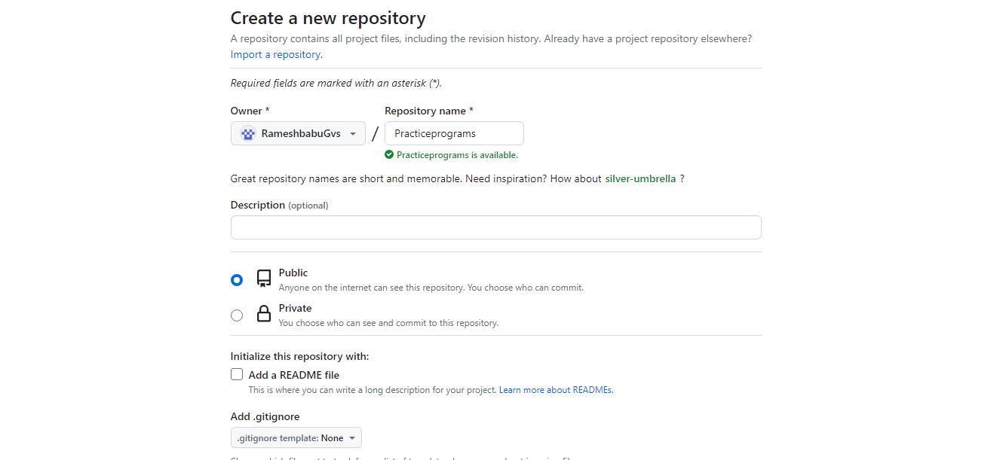 Create a new repository
A repository contains all project files, including the revision history. Already have a project repository elsewhere?
Import a repository.
Required fields are marked with an asterisk (*).
Owner * Repository name *
RameshbabuGvs / Practiceprograms
Practiceprograms is available.
Great repository names are short and memorable. Need inspiration? How about silver-umbrella ?
Description (optional)
Public
Anyone on the internet can see this repository. You choose who can commit.
Private
You choose who can see and commit to this repository.
Initialize this repository with:
Add a README file
This is where you can write a long description for your project. Learn more about READMEs.
Add .gitignore
.gitignore template: None